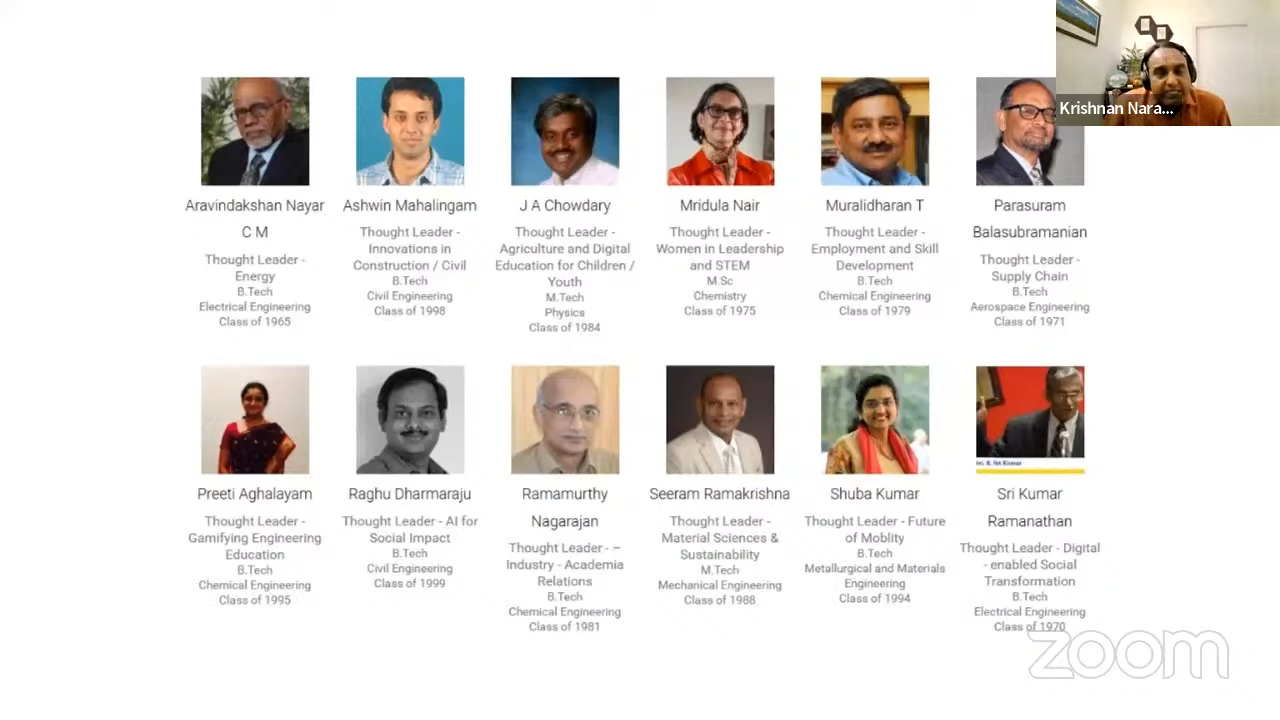 Krishnan Nara...
Aravindakshan Nayar
C M
Thought Leader -
Energy
B.Tech
Electrical Engineering
Class of 1965
Ashwin Mahalingam
Thought Leader -
Innovations in
Construction / Civil
B.Tech
Civil Engineering
Class of 1998
J A Chowdary
Thought Leader -
Agriculture and Digital
Education for Children /
Youth
M.Tech
Physics
Class of 1984
Mridula Nair
Thought Leader -
Women in Leadership
and STEM
M.Sc
Chemistry
Class of 1975
Muralidharan T
Thought Leader -
Employment and Skill
Development
B.Tech
Chemical Engineering
Class of 1979
Parasuram
Balasubramanian
Thought Leader -
Supply Chain
B.Tech
Aerospace Engineering
Class of 1971
Preeti Aghalayam
Thought Leader -
Gamifying Engineering
Education
B.Tech
Chemical Engineering
Class of 1995
Raghu Dharmaraju
Thought Leader - AI for
Social Impact
B.Tech
Civil Engineering
Class of 1999
Ramamurthy
Nagarajan
Thought Leader - –
Industry - Academia
Relations
B.Tech
Chemical Engineering
Class of 1981
Seeram Ramakrishna
Thought Leader -
Material Sciences &
Sustainability
M.Tech
Mechanical Engineering
Class of 1988
Shuba Kumar
Thought Leader - Future
of Moblity
B.Tech
Metallurgical and Materials
Engineering
Class of 1994
Sri Kumar
Ramanathan
Thought Leader - Digital
- enabled Social
Transformation
B.Tech
Electrical Engineering
Class of 1970
zoom